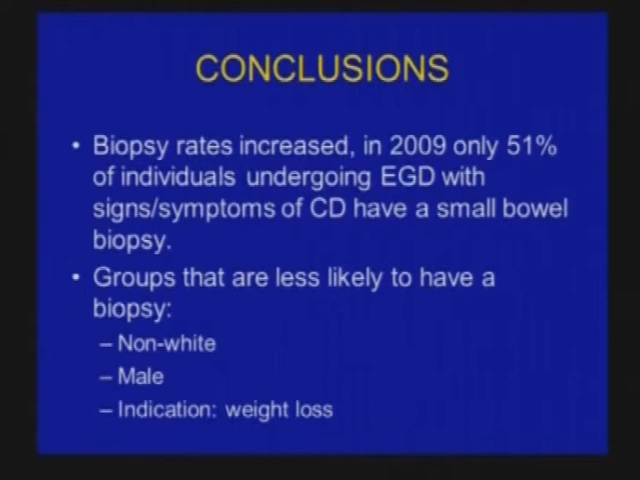 CONCLUSIONS
• Biopsy rates increased, in 2009 only 51%
of individuals undergoing EGD with
signs/symptoms of CD have a small bowel
biopsy.
• Groups that are less likely to have a
biopsy:
– Non-white
– Male
– Indication: weight loss